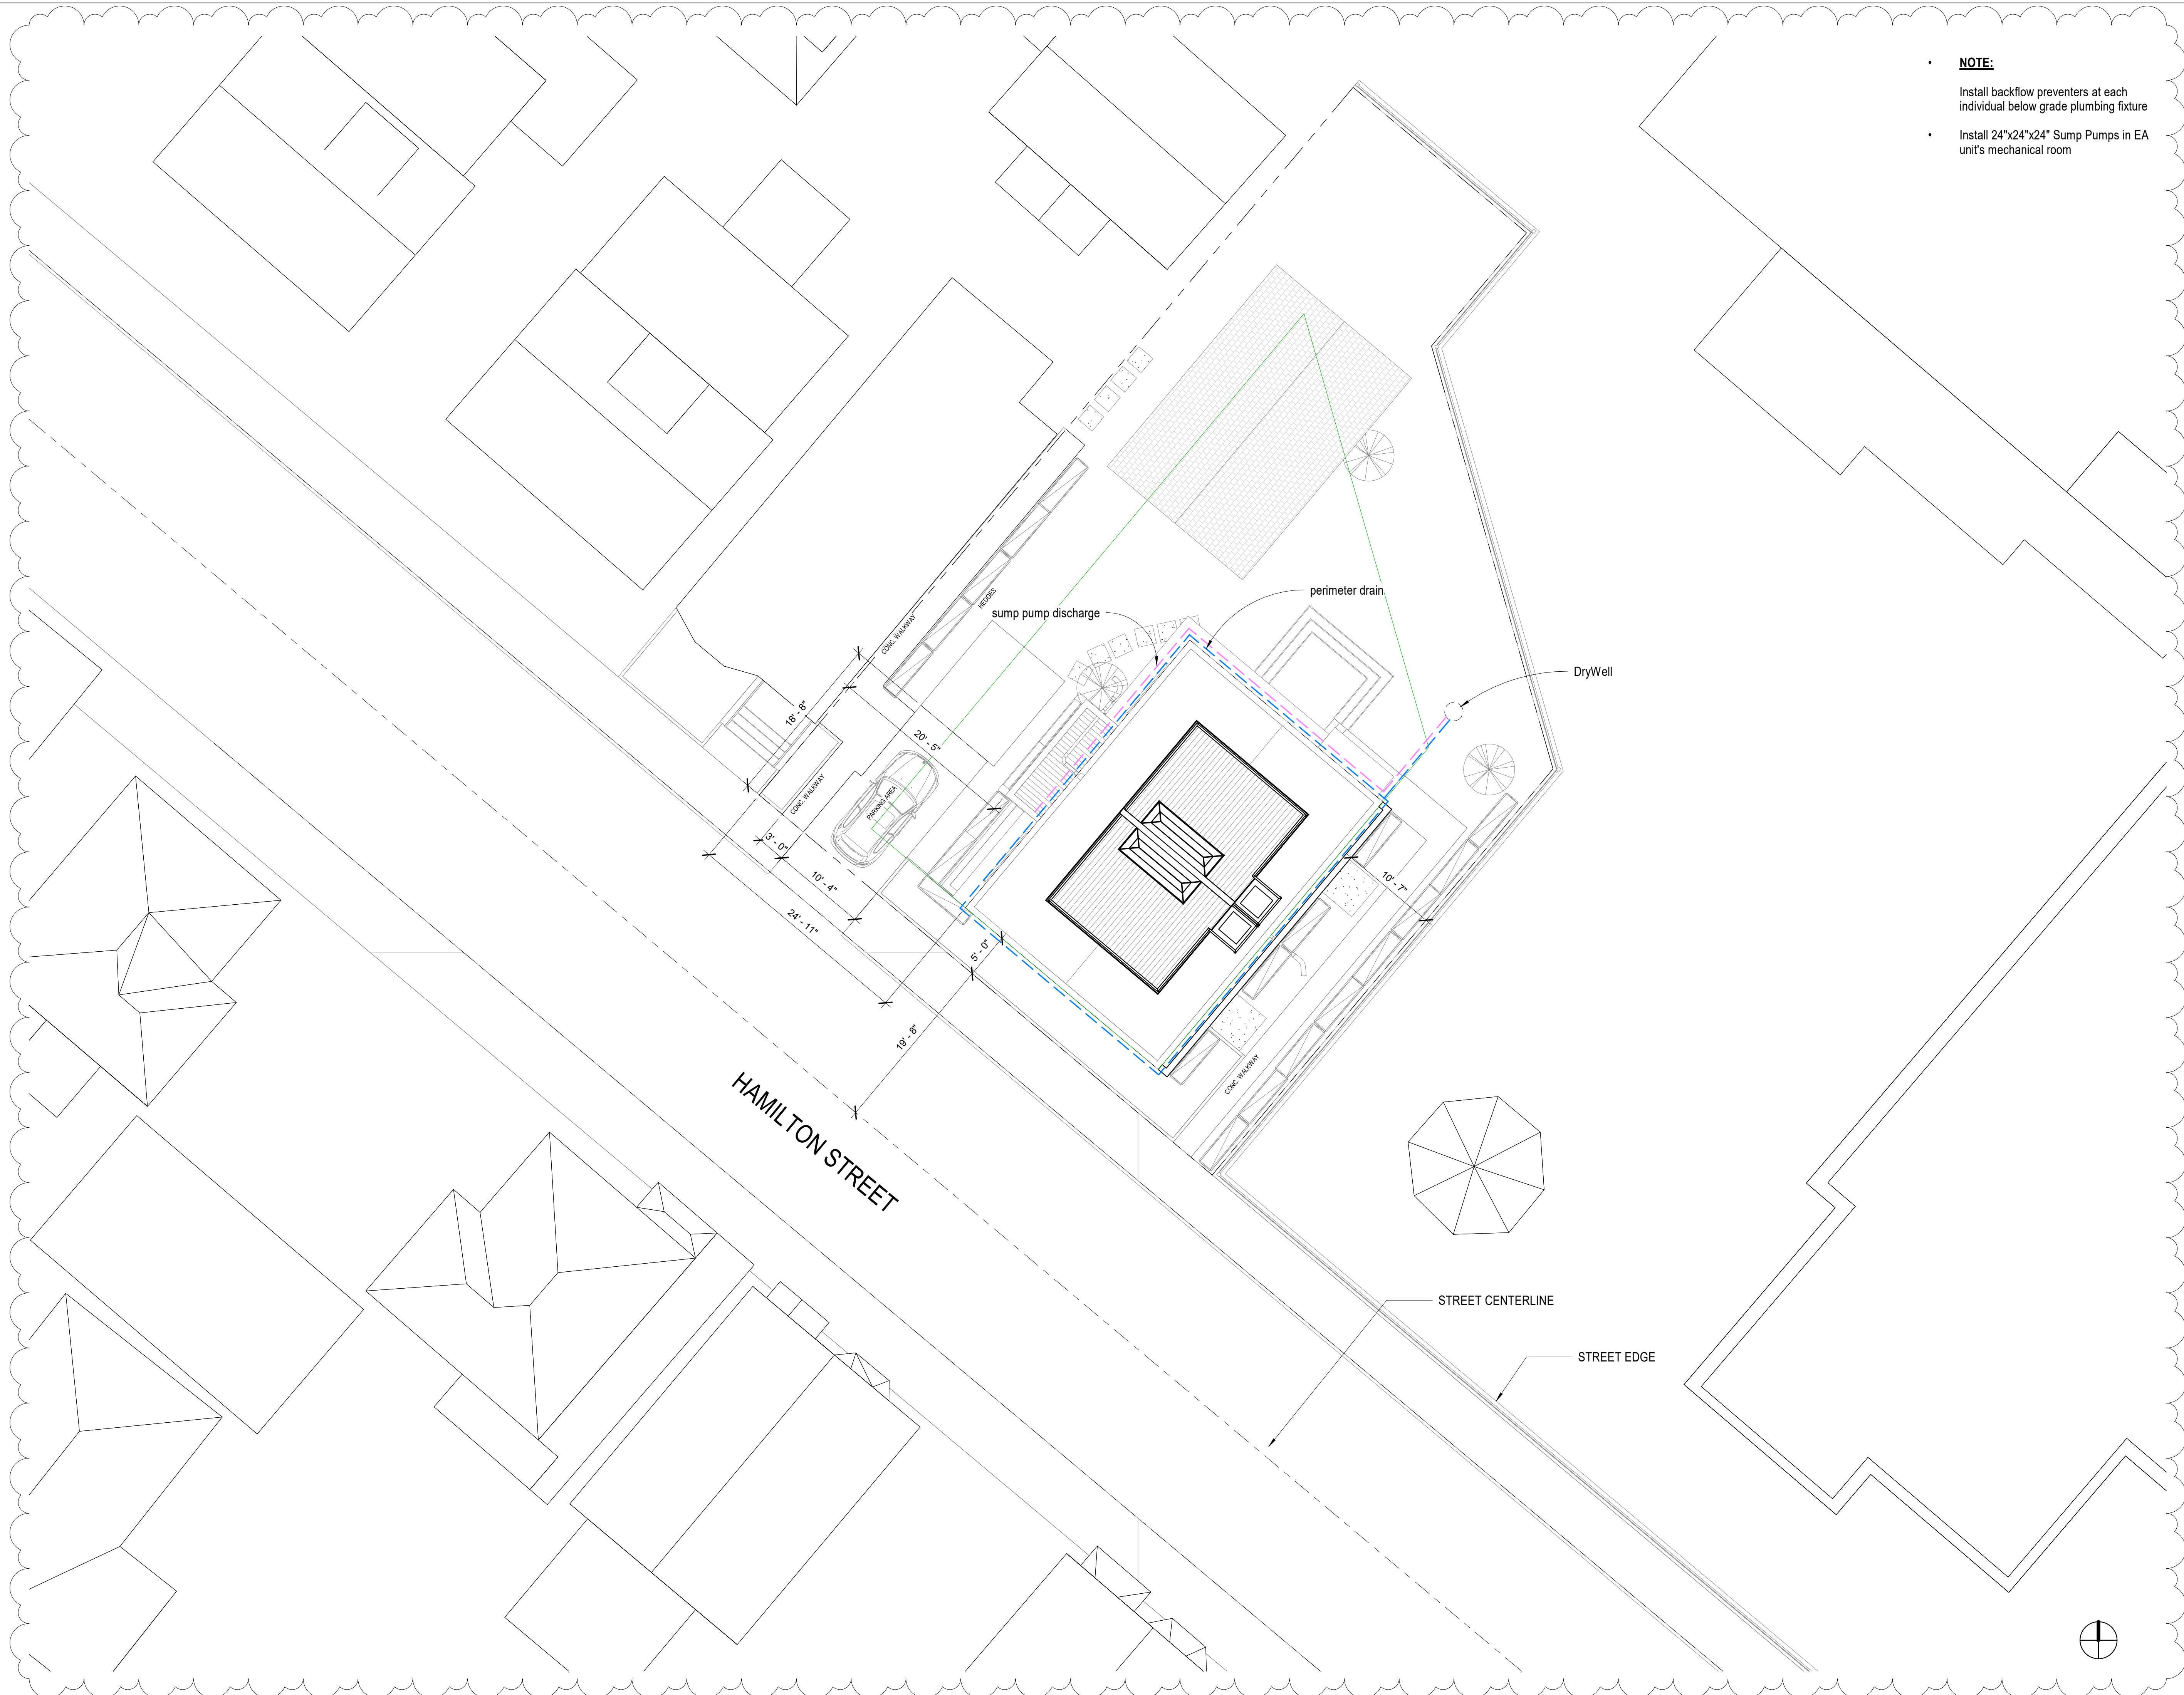 • NOTE:
Install backflow preventers at each
individual below grade plumbing fixture
• Install 24"x24"x24" Sump Pumps in EA
unit's mechanical room
perimeter drain
sump pump discharge
HEDGES
CONC. WALKWAY
DryWell
18' - 8"
20' - 5"
CONC. WALKWAY
PARKING AREA
3' - 0"
10' - 4"
10' - 7"
24' - 11"
5' - 0"
19' - 8"
CONC. WALKWAY
HAMILTON STREET
STREET CENTERLINE
STREET EDGE